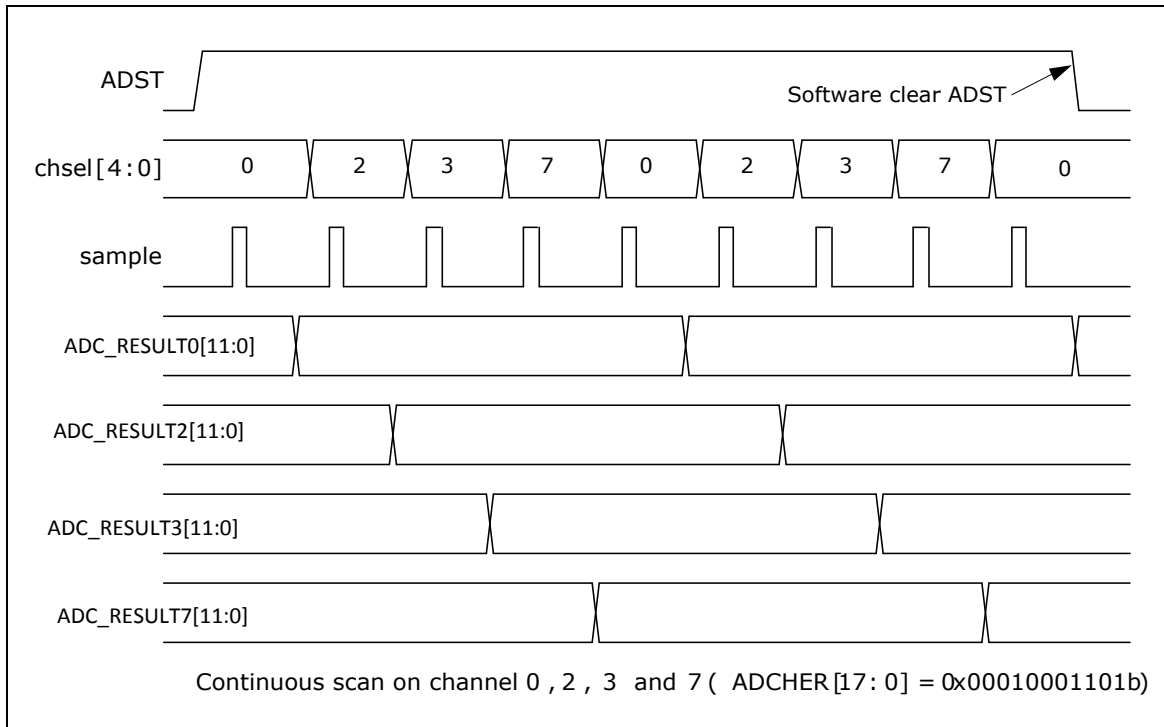 ADST
Software clear ADST
chsel[4:0] 0 2 3 7 0 2 3 7 0
sample
ADC_RESULT0[11:0]
ADC_RESULT2[11:0]
ADC_RESULT3[11:0]
ADC_RESULT7[11:0]
Continuous scan on channel 0 , 2 , 3 and 7 ( ADCHER[17: 0] = 0x00010001101b)